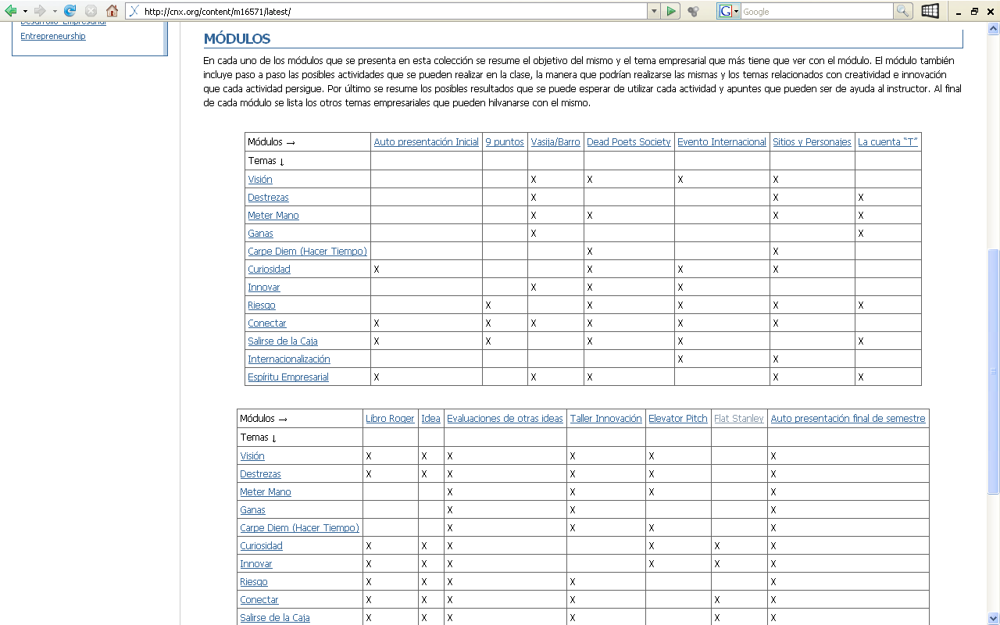 http://cnx.org/content/m16571/latest/
Google
Desarrollo Empresarial
Entrepreneurship
MÓDULOS
En cada uno de los módulos que se presenta en esta colección se resume el objetivo del mismo y el tema empresarial que más tiene que ver con el módulo. El módulo también
incluye paso a paso las posibles actividades que se pueden realizar en la clase, la manera que podrían realizarse las mismas y los temas relacionados con creatividad e innovación
que cada actividad persigue. Por último se resume los posibles resultados que se puede esperar de utilizar cada actividad y apuntes que pueden ser de ayuda al instructor. Al final
de cada módulo se lista los otros temas empresariales que pueden hilvanarse con el mismo.
Módulos → Auto presentación Inicial 9 puntos Vasija/Barro Dead Poets Society Evento Internacional Sitios y Personajes La cuenta “T”
Temas ↓
Visión X X X X
Destrezas X X X
Meter Mano X X X X
Ganas X X
Carpe Diem (Hacer Tiempo) X X
Curiosidad X X X X
Innovar X X X
Riesgo X X X X X
Conectar X X X X X X
Salirse de la Caja X X X X X
Internacionalización X X
Espíritu Empresarial X X X X X
Módulos → Libro Roger Idea Evaluaciones de otras ideas Taller Innovación Elevator Pitch Flat Stanley Auto presentación final de semestre
Temas ↓
Visión X X X X X X
Destrezas X X X X X X
Meter Mano X X X X
Ganas X X X
Carpe Diem (Hacer Tiempo) X X X X
Curiosidad X X X X X X
Innovar X X X X X X
Riesgo X X X X X
Conectar X X X X X X
Salirse de la Caja X X X X X X